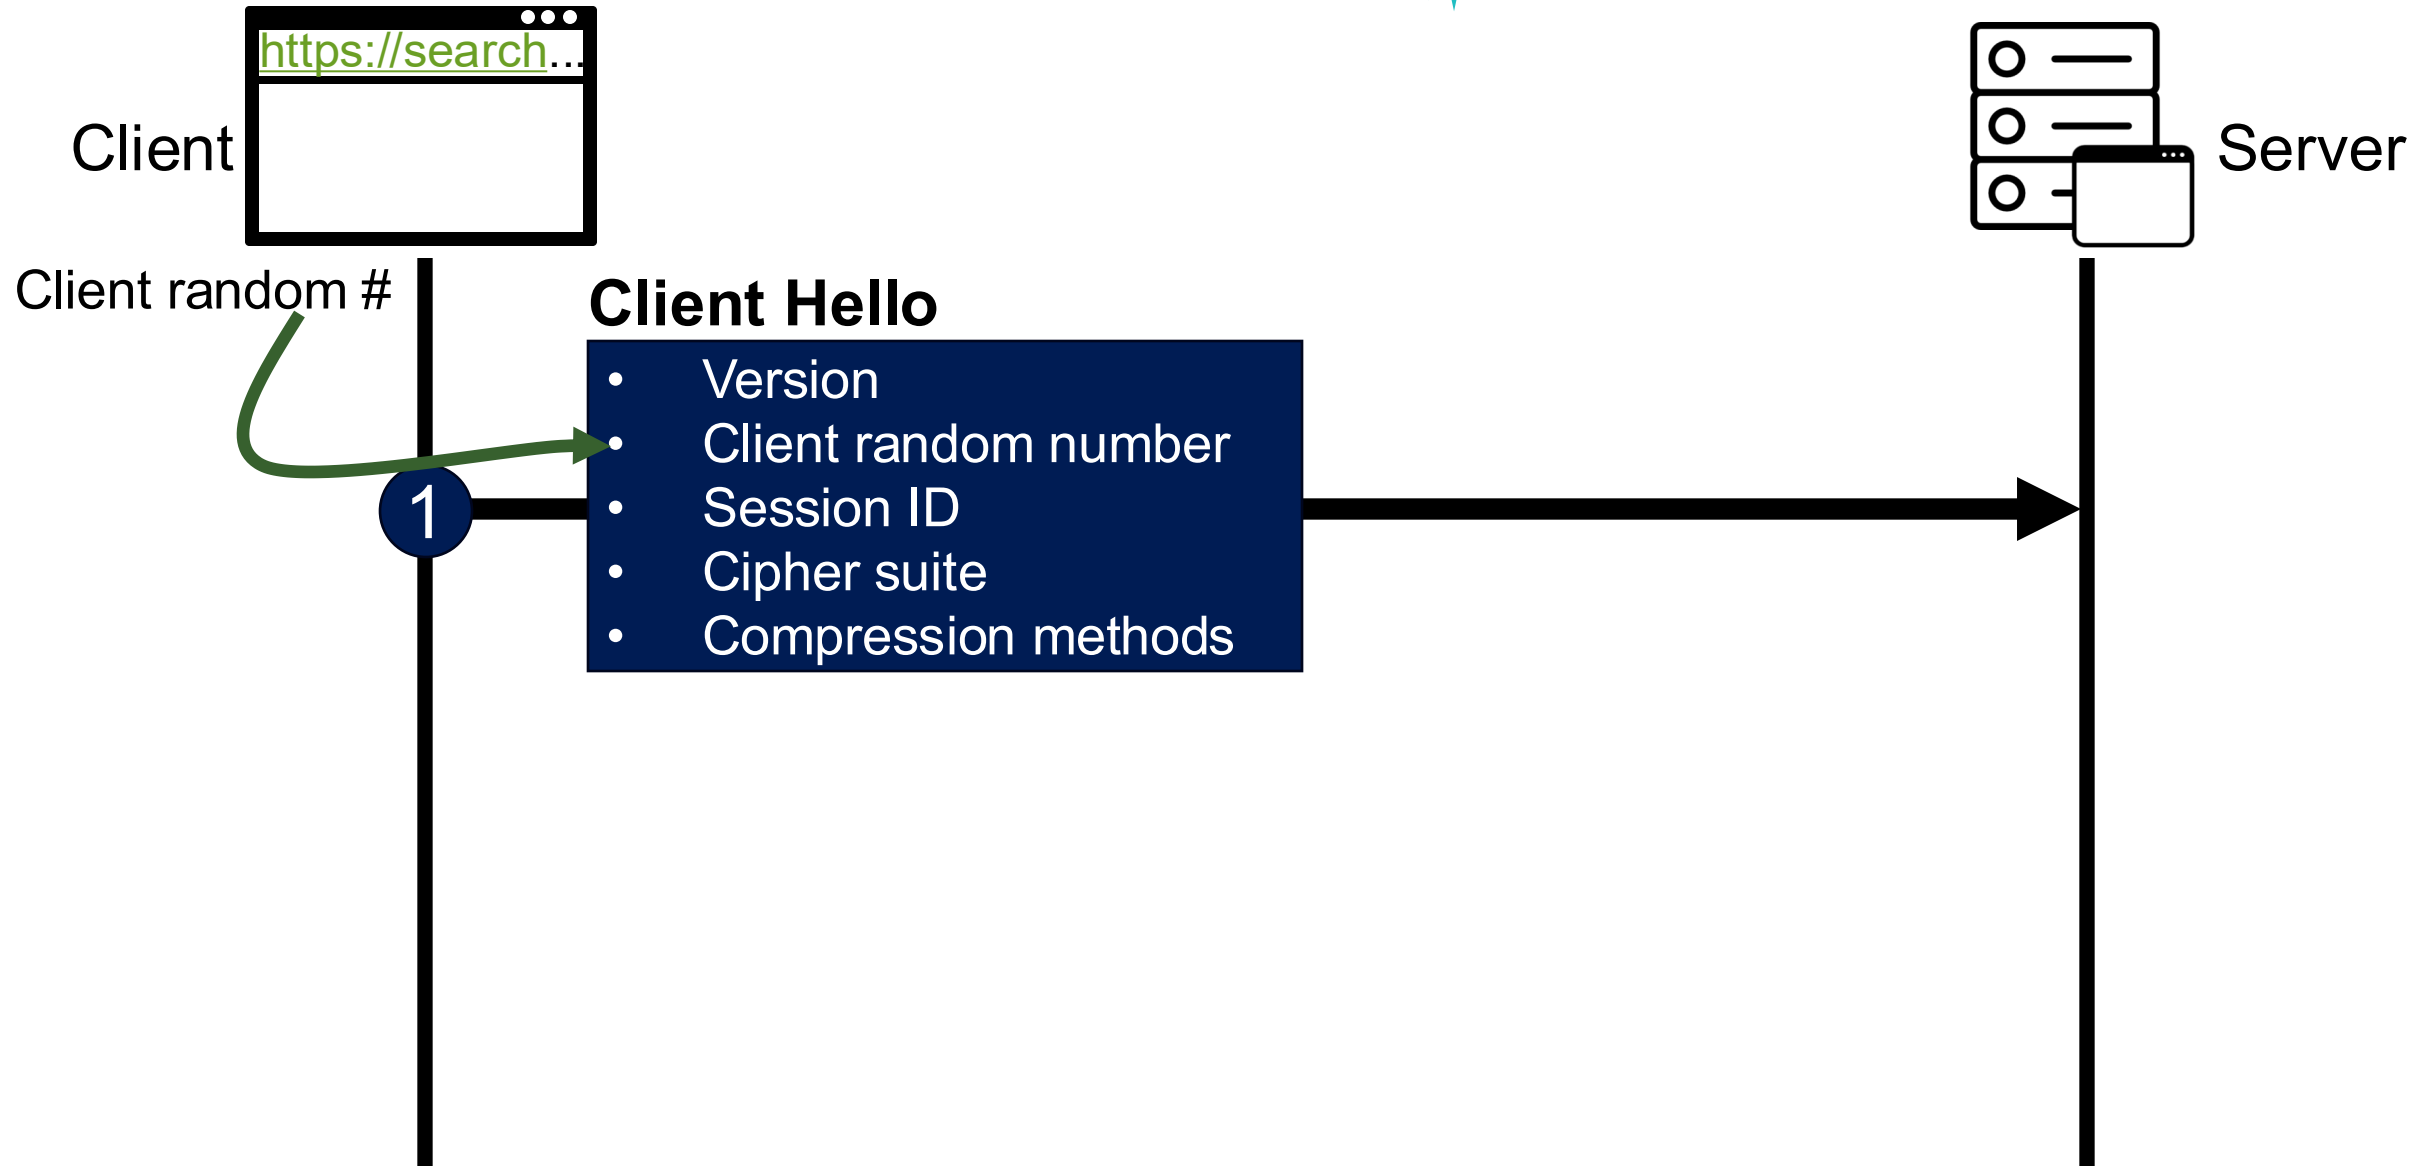 https://search...
Client
Server
Client random #
Client Hello
• Version
• Client random number
• Session ID
• Cipher suite
• Compression methods
1